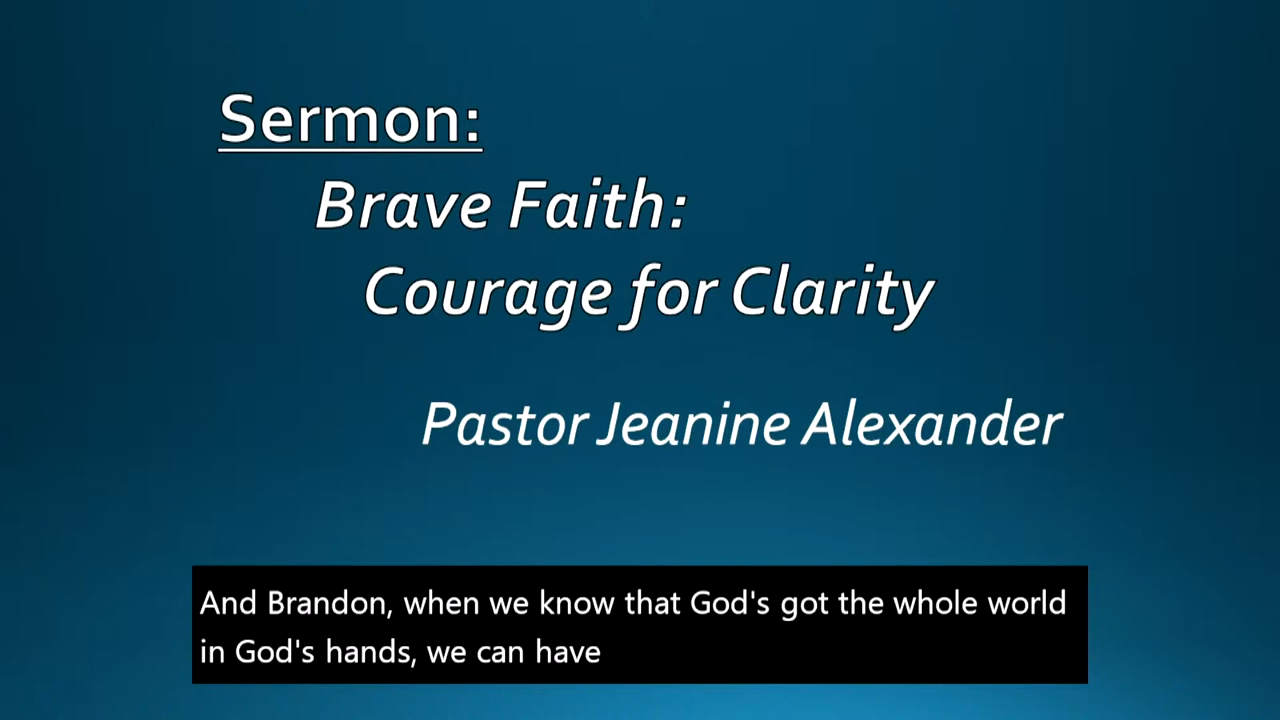 Sermon:
Brave Faith:
Courage for Clarity
Pastor Jeanine Alexander
And Brandon, when we know that God's got the whole world
in God's hands, we can have